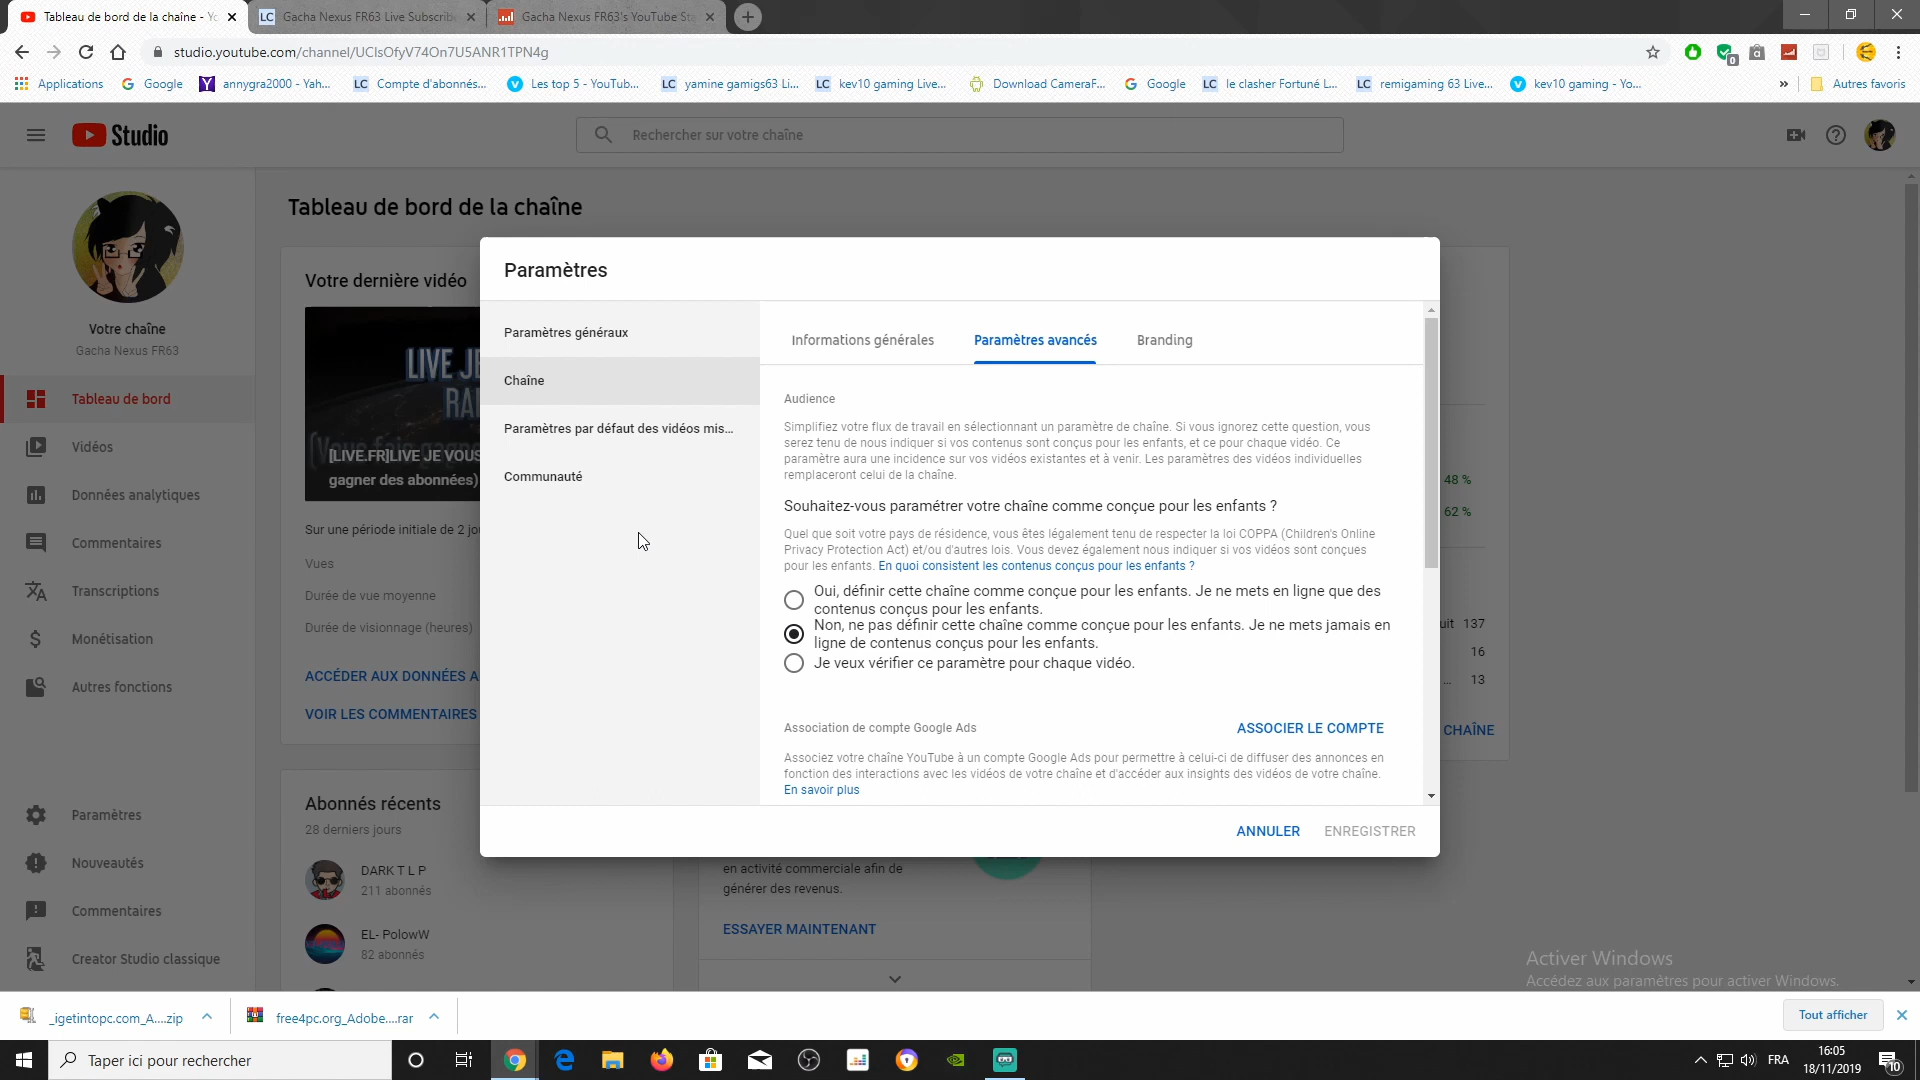 Tableau de bord de la chaîne - Yo
Gacha Nexus FR63 Live Subscribe
Gacha Nexus FR63's YouTube Sta
studio.youtube.com/channel/UCIsOfyV74On7U5ANR1TPN4g
Applications
Google
annygra2000 - Yah...
LC Compte d'abonnés...
Les top 5 - YouTub...
LC yamine gamigs63 Li...
LC kev10 gaming Live...
Download CameraF...
Google
LC le clasher Fortuné L...
LC remigaming 63 Live...
kev10 gaming - Yo...
»
Autres favoris
Studio
Rechercher sur votre chaîne
Votre chaîne
Gacha Nexus FR63
Tableau de bord
Vidéos
Données analytiques
Commentaires
Transcriptions
Monétisation
Autres fonctions
Paramètres
Nouveautés
Commentaires
Creator Studio classique
Tableau de bord de la chaîne
Votre dernière vidéo
LIVE JE
RA
(Vous fais gagne
[LIVE.FR]LIVE JE VOUS
gagner des abonnées)
Sur une période initiale de 2 jou
Vues
Durée de vue moyenne
Durée de visionnage (heures)
ACCÉDER AUX DONNÉES A
VOIR LES COMMENTAIRES
Abonnés récents
28 derniers jours
DARK T L P
211 abonnés
EL- PolowW
82 abonnés
Paramètres
Paramètres généraux
Chaîne
Paramètres par défaut des vidéos mis...
Communauté
Informations générales
Paramètres avancés
Branding
Audience
Simplifiez votre flux de travail en sélectionnant un paramètre de chaîne. Si vous ignorez cette question, vous
serez tenu de nous indiquer si vos contenus sont conçus pour les enfants, et ce pour chaque vidéo. Ce
paramètre aura une incidence sur vos vidéos existantes et à venir. Les paramètres des vidéos individuelles
remplaceront celui de la chaîne.
Souhaitez-vous paramétrer votre chaîne comme conçue pour les enfants ?
Quel que soit votre pays de résidence, vous êtes légalement tenu de respecter la loi COPPA (Children's Online
Privacy Protection Act) et/ou d'autres lois. Vous devez également nous indiquer si vos vidéos sont conçues
pour les enfants. En quoi consistent les contenus conçus pour les enfants ?
Oui, définir cette chaîne comme conçue pour les enfants. Je ne mets en ligne que des
contenus conçus pour les enfants.
Non, ne pas définir cette chaîne comme conçue pour les enfants. Je ne mets jamais en
ligne de contenus conçus pour les enfants.
Je veux vérifier ce paramètre pour chaque vidéo.
Association de compte Google Ads
ASSOCIER LE COMPTE
Associez votre chaîne YouTube à un compte Google Ads pour permettre à celui-ci de diffuser des annonces en
fonction des interactions avec les vidéos de votre chaîne et d'accéder aux insights des vidéos de votre chaîne.
En savoir plus
ANNULER
ENREGISTRER
48 %
62 %
uit 137
16
... 13
CHAÎNE
en activité commerciale afin de
générer des revenus.
ESSAYER MAINTENANT
Activer Windows
Accédez aux paramètres pour activer Windows.
_igetintopc.com_A....zip
free4pc.org_Adobe....rar
Tout afficher
Taper ici pour rechercher
FRA
16:05
18/11/2019
10